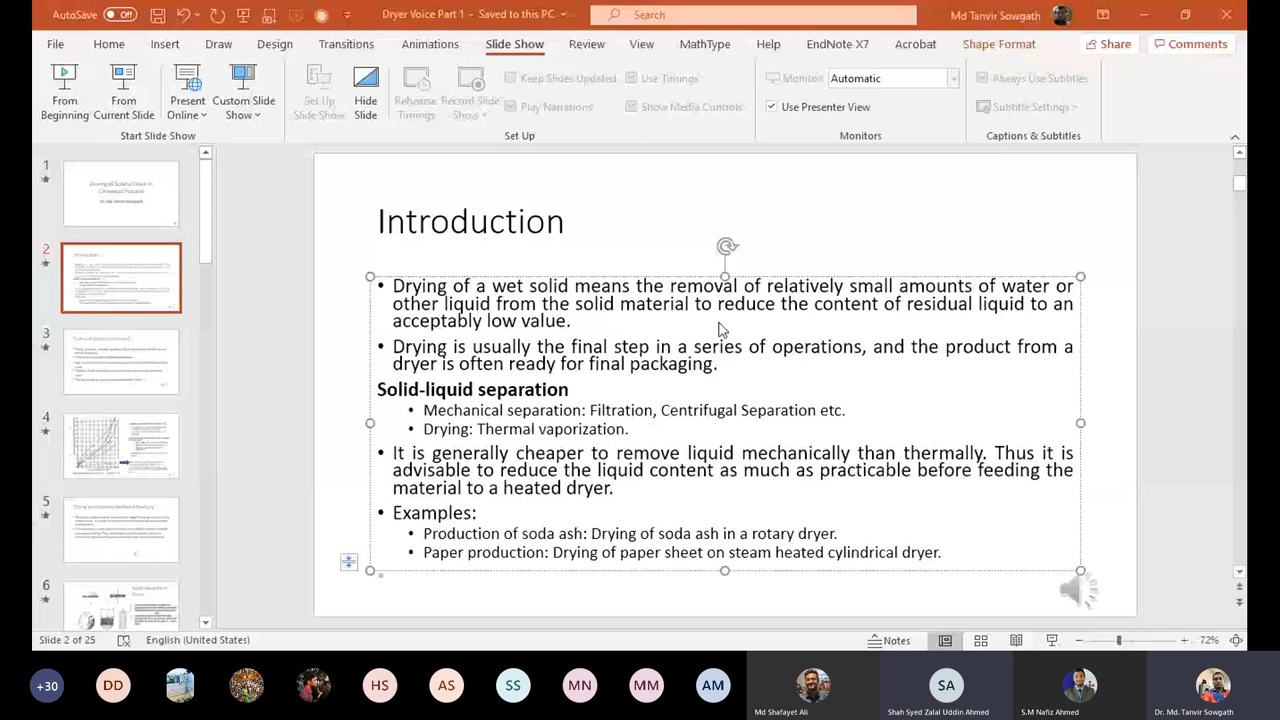 AutoSave Off Dryer Voice Part 1 - Saved to this PC Search Md Tanvir Sowgath
File Home Insert Draw Design Transitions Animations Slide Show Review View MathType Help EndNote X7 Acrobat Shape Format Share Comments
From Beginning
From Current Slide
Present Online
Custom Slide Show
Start Slide Show
Set Up Slide Show
Hide Slide
Rehearse Timings
Record Slide Show
Keep Slides Updated
Play Narrations
Use Timings
Show Media Controls
Set Up
Monitor Automatic
Use Presenter View
Monitors
Always Use Subtitles
Subtitle Settings
Captions & Subtitles
1
2
3
4
5
6
Introduction
• Drying of a wet solid means the removal of relatively small amounts of water or
other liquid from the solid material to reduce the content of residual liquid to an
acceptably low value.
• Drying is usually the final step in a series of operations, and the product from a
dryer is often ready for final packaging.
Solid-liquid separation
• Mechanical separation: Filtration, Centrifugal Separation etc.
• Drying: Thermal vaporization.
• It is generally cheaper to remove liquid mechanically than thermally. Thus it is
advisable to reduce the liquid content as much as practicable before feeding the
material to a heated dryer.
• Examples:
• Production of soda ash: Drying of soda ash in a rotary dryer.
• Paper production: Drying of paper sheet on steam heated cylindrical dryer.
Slide 2 of 25 English (United States) Notes 72%
+30 DD HS AS SS MN MM AM SA
Md Shafayet Ali Shah Syed Zalal Uddin Ahmed S.M Nafiz Ahmed Dr. Md. Tanvir Sowgath